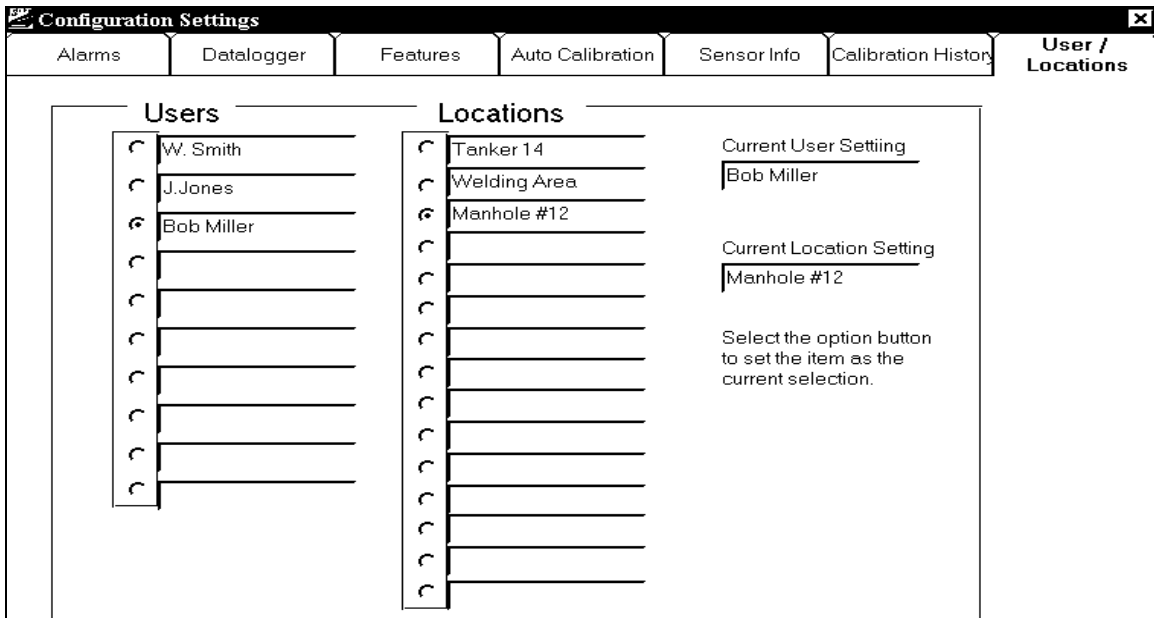 Configuration Settings
Alarms
Datalogger
Features
Auto Calibration
Sensor Info
Calibration History
User /
Locations
Users
W. Smith
J.Jones
Bob Miller
Locations
Tanker 14
Welding Area
Manhole #12
Current User Settiing
Bob Miller
Current Location Setting
Manhole #12
Select the option button
to set the item as the
current selection.